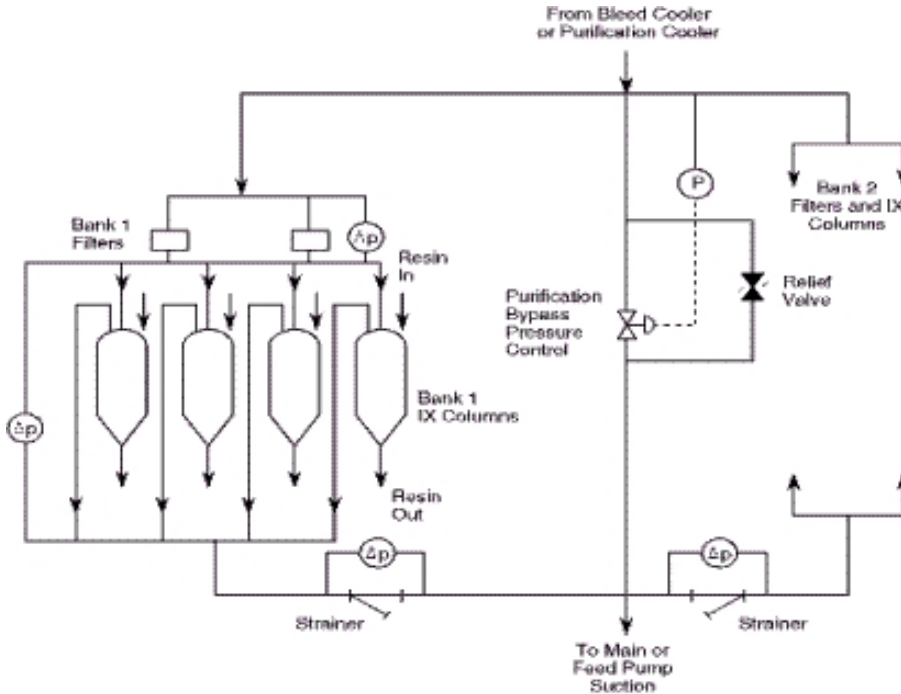 From Bleed Cooler
or Purification Cooler
P
Bank 2
Filters and IX
Columns
Bank 1
Filters
Δp
Resin
In
Relief
Valve
Purification
Bypass
Pressure
Control
Bank 1
IX Columns
Δp
Resin
Out
Δp
Δp
Strainer
Strainer
To Main or
Feed Pump
Suction